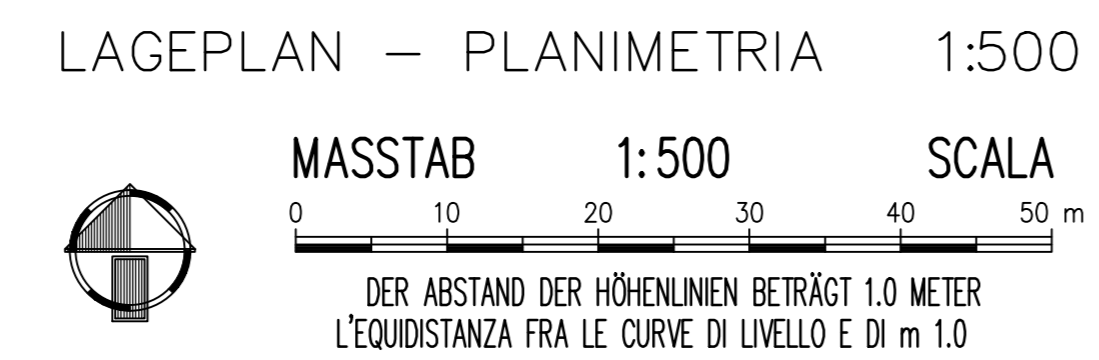 LAGEPLAN – PLANIMETRIA 1:500
MASSTAB 1:500 SCALA
0 10 20 30 40 50 m
DER ABSTAND DER HÖHENLINIEN BETRÄGT 1.0 METER
L'EQUIDISTANZA FRA LE CURVE DI LIVELLO E DI m 1.0